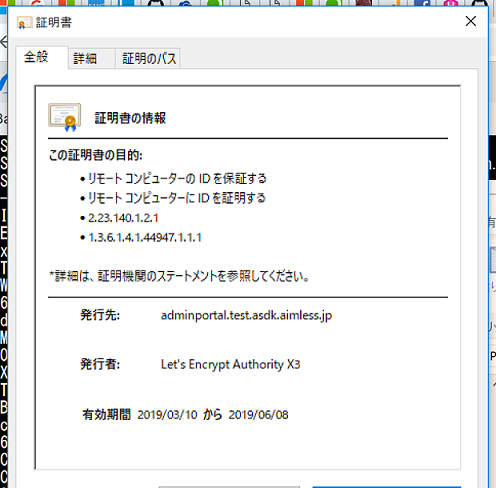 証明書
全般
詳細
証明のパス
証明書の情報
この証明書の目的:
• リモート コンピューターの ID を保証する
• リモート コンピューターに ID を証明する
• 2.23.140.1.2.1
• 1.3.6.1.4.1.44947.1.1.1
*詳細は、証明機関のステートメントを参照してください。
発行先: adminportal.test.asdk.aimless.jp
発行者: Let's Encrypt Authority X3
有効期間 2019/03/10 から 2019/06/08